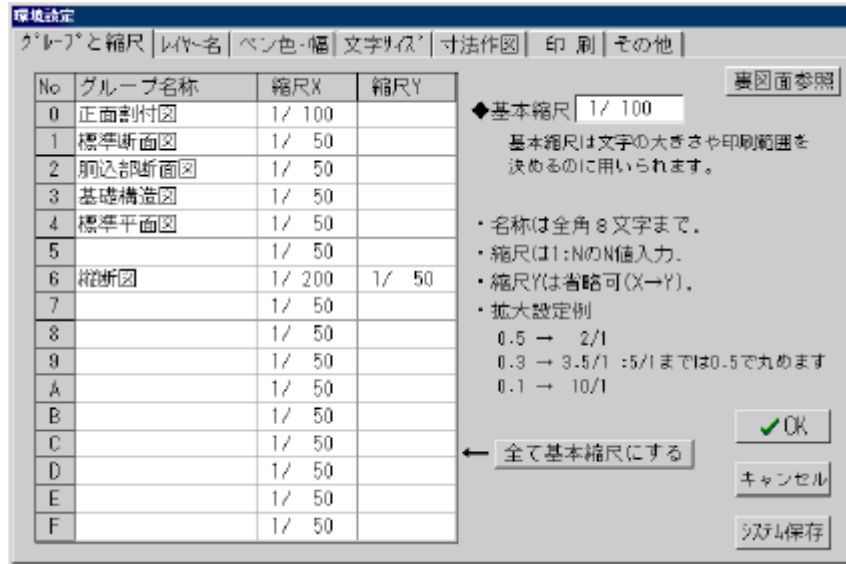 環境設定
ｸﾞﾙｰﾌﾟと縮尺 ﾚｲﾔｰ名 ペン色・幅 文字ｻｲｽﾞ 寸法作図 印 刷 その他
No グループ名称 縮尺X 縮尺Y
0 正面割付図 1/ 100
1 標準断面図 1/ 50
2 胴込部断面図 1/ 50
3 基礎構造図 1/ 50
4 標準平面図 1/ 50
5 1/ 50
6 縦断図 1/ 200 1/ 50
7 1/ 50
8 1/ 50
9 1/ 50
A 1/ 50
B 1/ 50
C 1/ 50
D 1/ 50
E 1/ 50
F 1/ 50
裏図面参照
◆基本縮尺 1/ 100
基本縮尺は文字の大きさや印刷範囲を
決めるのに用いられます。
・名称は全角８文字まで．
・縮尺は1:NのN値入力．
・縮尺Yは省略可(X→Y)．
・拡大設定例
0.5 → 2/1
0.3 → 3.5/1 :5/1までは0.5で丸めます
0.1 → 10/1
← 全て基本縮尺にする
OK
キャンセル
ｼｽﾃﾑ保存